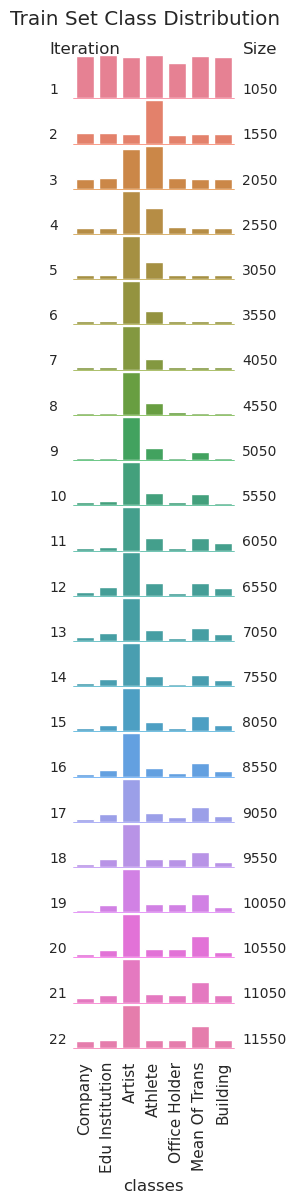 Train Set Class Distribution
Iteration Size
1 1050
2 1550
3 2050
4 2550
5 3050
6 3550
7 4050
8 4550
9 5050
10 5550
11 6050
12 6550
13 7050
14 7550
15 8050
16 8550
17 9050
18 9550
19 10050
20 10550
21 11050
22 11550
Company
Edu Institution
Artist
Athlete
Office Holder
Mean Of Trans
Building
classes